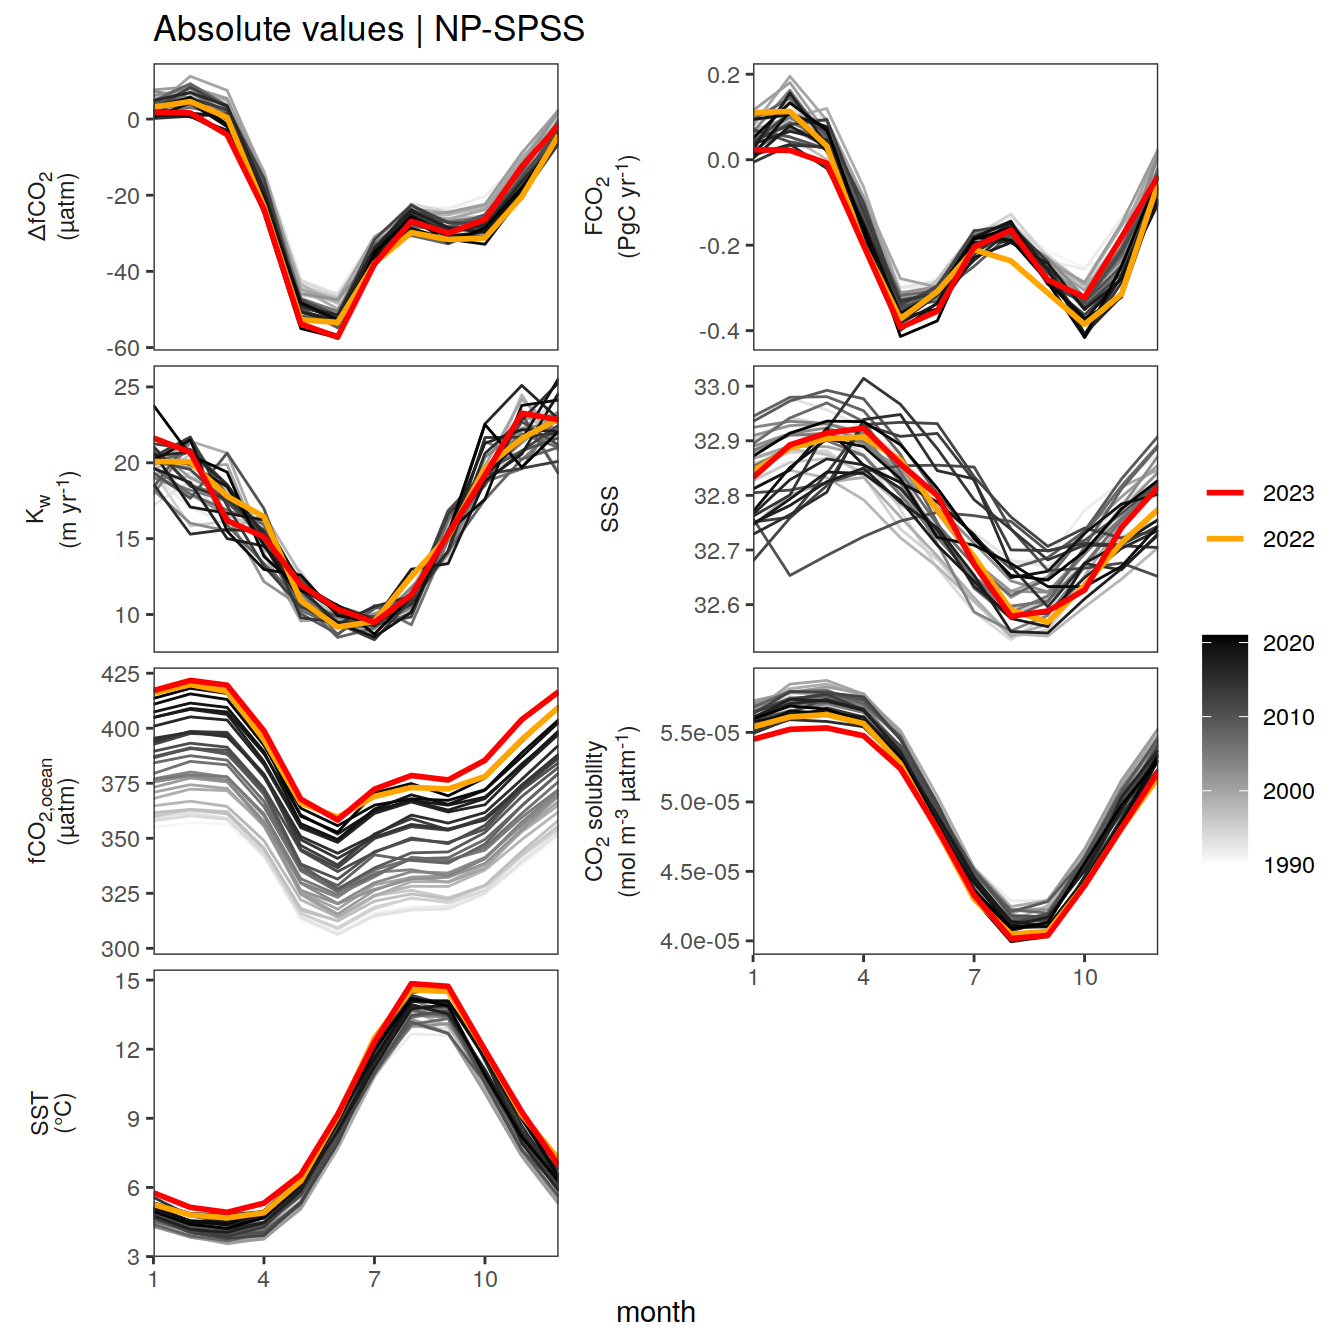 Absolute values | NP-SPSS
ΔfCO2
(µatm)
0
-20
-40
-60
FCO2
(PgC yr-1)
0.2
0.0
-0.2
-0.4
Kw
(m yr-1)
25
20
15
10
SSS
33.0
32.9
32.8
32.7
32.6
fCO2,ocean
(µatm)
425
400
375
350
325
300
CO2 solubility
(mol m-3 µatm-1)
5.5e-05
5.0e-05
4.5e-05
4.0e-05
1 4 7 10
SST
(°C)
15
12
9
6
3
1 4 7 10
month
2023
2022
2020
2010
2000
1990